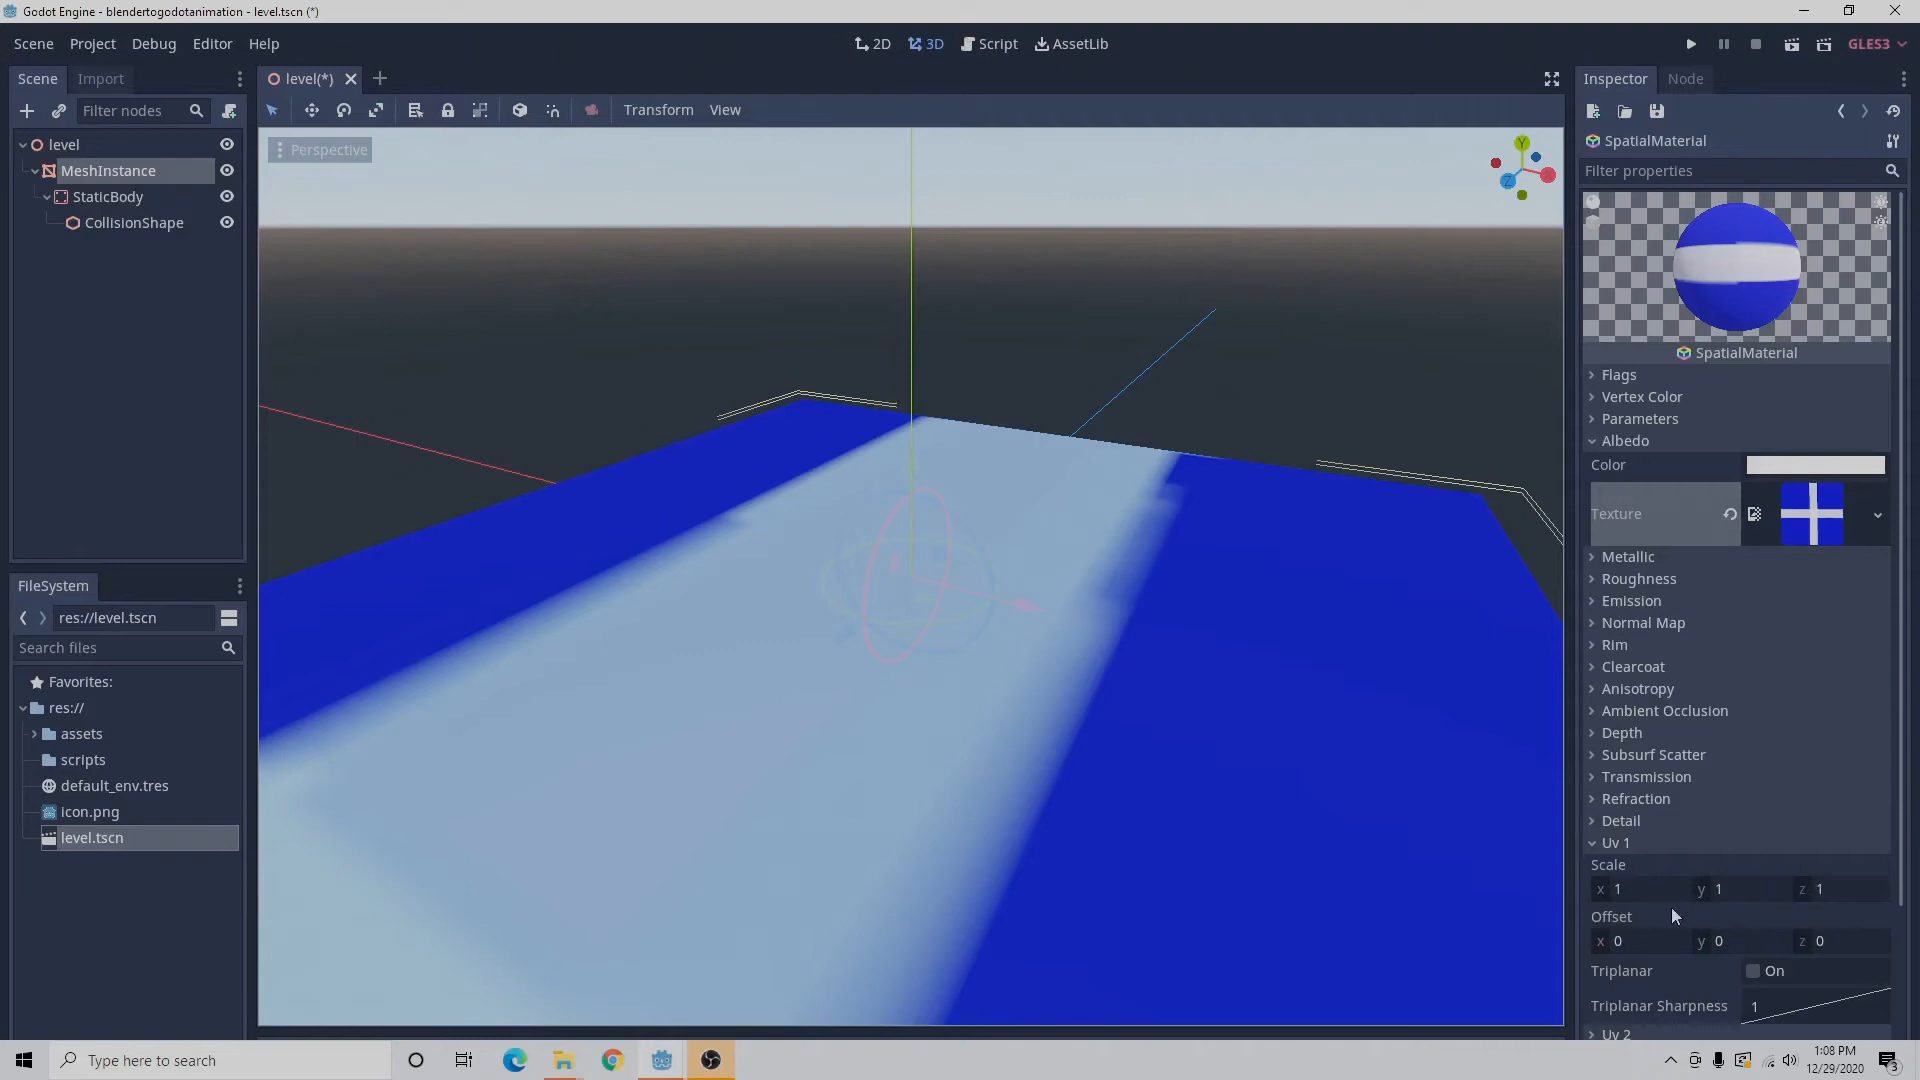 Godot Engine - blendertogodotanimation - level.tscn (*)
Scene Project Debug Editor Help
2D 3D Script AssetLib
GLES3
Scene Import
level(*)
Inspector Node
Filter nodes
Transform View
level
MeshInstance
StaticBody
CollisionShape
Perspective
Y
X
Z
SpatialMaterial
Filter properties
SpatialMaterial
Flags
Vertex Color
Parameters
Albedo
Color
Texture
Metallic
Roughness
Emission
Normal Map
Rim
Clearcoat
Anisotropy
Ambient Occlusion
Depth
Subsurf Scatter
Transmission
Refraction
Detail
Uv 1
Scale
x 1 y 1 z 1
Offset
x 0 y 0 z 0
Triplanar On
Triplanar Sharpness 1
Uv 2
FileSystem
res://level.tscn
Search files
Favorites:
res://
assets
scripts
default_env.tres
icon.png
level.tscn
Type here to search
1:08 PM
12/29/2020
3